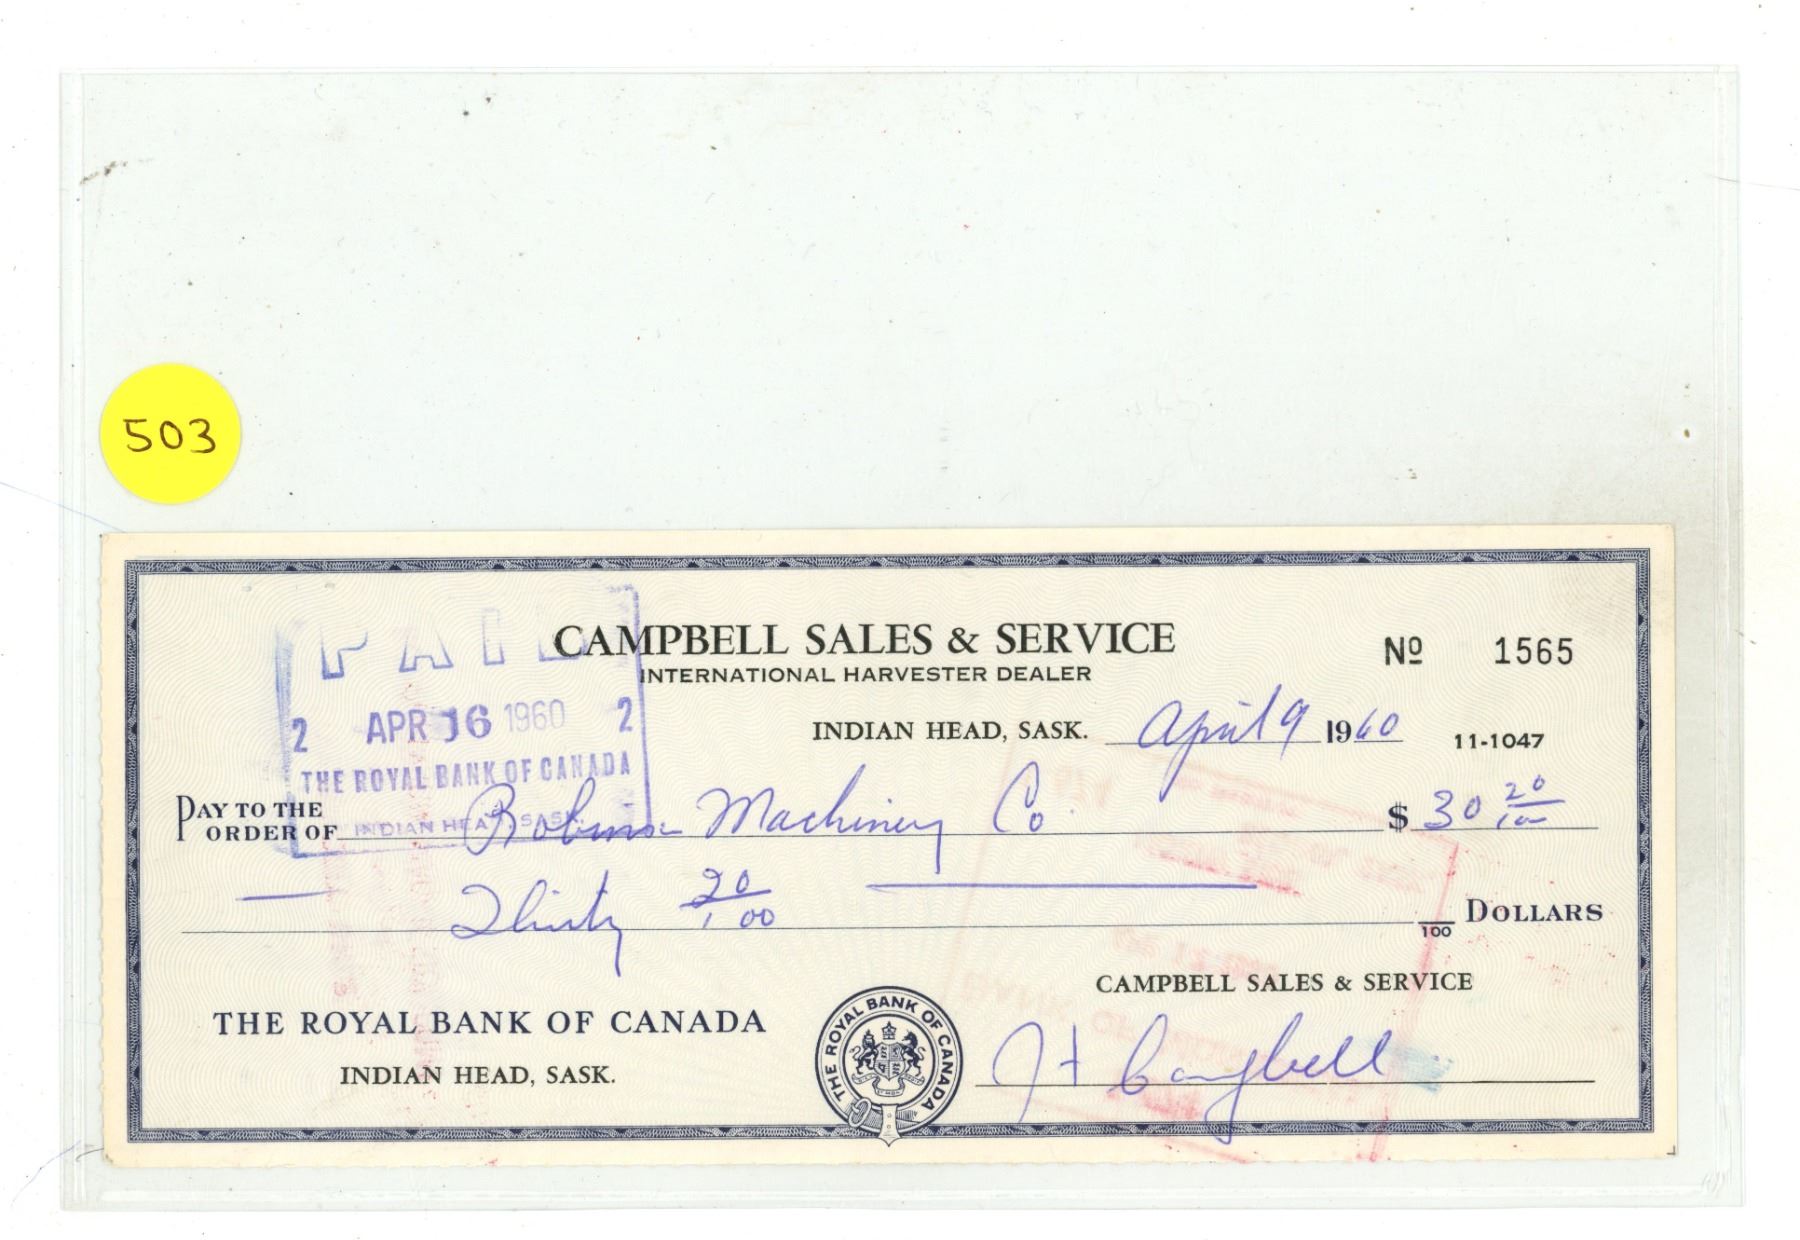 503
CAMPBELL SALES & SERVICE
INTERNATIONAL HARVESTER DEALER
Nº 1565
INDIAN HEAD, SASK. April 9 1960
11-1047
PAID
2 APR 16 1960 2
THE ROYAL BANK OF CANADA
INDIAN HEAD SASK.
PAY TO THE
ORDER OF Machinery Co. $ 30 20/100
Thirty 20/100 /100 DOLLARS
CAMPBELL SALES & SERVICE
THE ROYAL BANK OF CANADA
INDIAN HEAD, SASK.
THE ROYAL BANK OF CANADA
Campbell